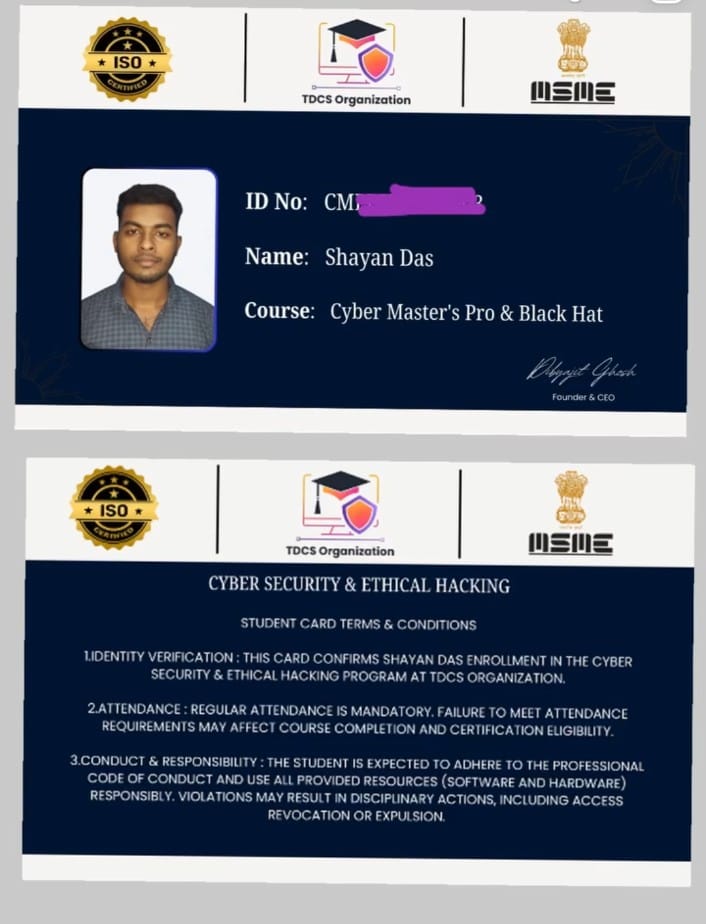 ISO
CERTIFIED
TDCS Organization
MSME
ID No: CM
Name: Shayan Das
Course: Cyber Master's Pro & Black Hat
Dibyajit Ghosh
Founder & CEO
ISO
CERTIFIED
TDCS Organization
MSME
CYBER SECURITY & ETHICAL HACKING
STUDENT CARD TERMS & CONDITIONS
1.IDENTITY VERIFICATION : THIS CARD CONFIRMS SHAYAN DAS ENROLLMENT IN THE CYBER
SECURITY & ETHICAL HACKING PROGRAM AT TDCS ORGANIZATION.
2.ATTENDANCE : REGULAR ATTENDANCE IS MANDATORY. FAILURE TO MEET ATTENDANCE
REQUIREMENTS MAY AFFECT COURSE COMPLETION AND CERTIFICATION ELIGIBILITY.
3.CONDUCT & RESPONSIBILITY : THE STUDENT IS EXPECTED TO ADHERE TO THE PROFESSIONAL
CODE OF CONDUCT AND USE ALL PROVIDED RESOURCES (SOFTWARE AND HARDWARE)
RESPONSIBLY. VIOLATIONS MAY RESULT IN DISCIPLINARY ACTIONS, INCLUDING ACCESS
REVOCATION OR EXPULSION.